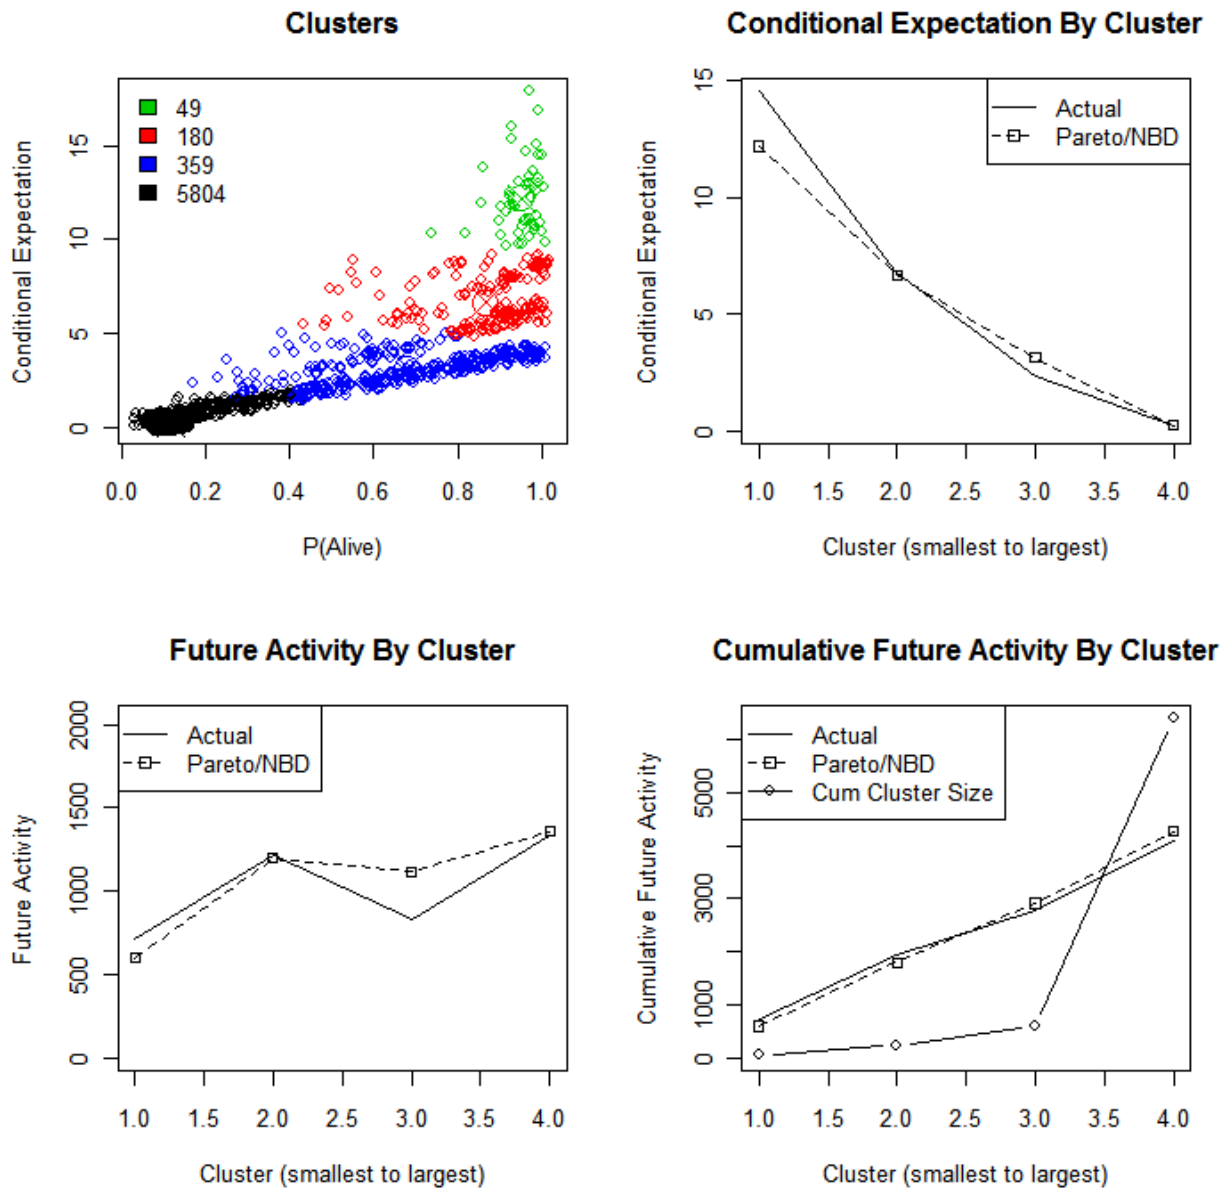 Clusters
49
180
359
5804
Conditional Expectation
0
5
10
15
0.0 0.2 0.4 0.6 0.8 1.0
P(Alive)
Conditional Expectation By Cluster
Actual
Pareto/NBD
Conditional Expectation
0
5
10
15
1.0 1.5 2.0 2.5 3.0 3.5 4.0
Cluster (smallest to largest)
Future Activity By Cluster
Actual
Pareto/NBD
Future Activity
0
500
1000
1500
2000
1.0 1.5 2.0 2.5 3.0 3.5 4.0
Cluster (smallest to largest)
Cumulative Future Activity By Cluster
Actual
Pareto/NBD
Cum Cluster Size
Cumulative Future Activity
0
1000
3000
5000
1.0 1.5 2.0 2.5 3.0 3.5 4.0
Cluster (smallest to largest)